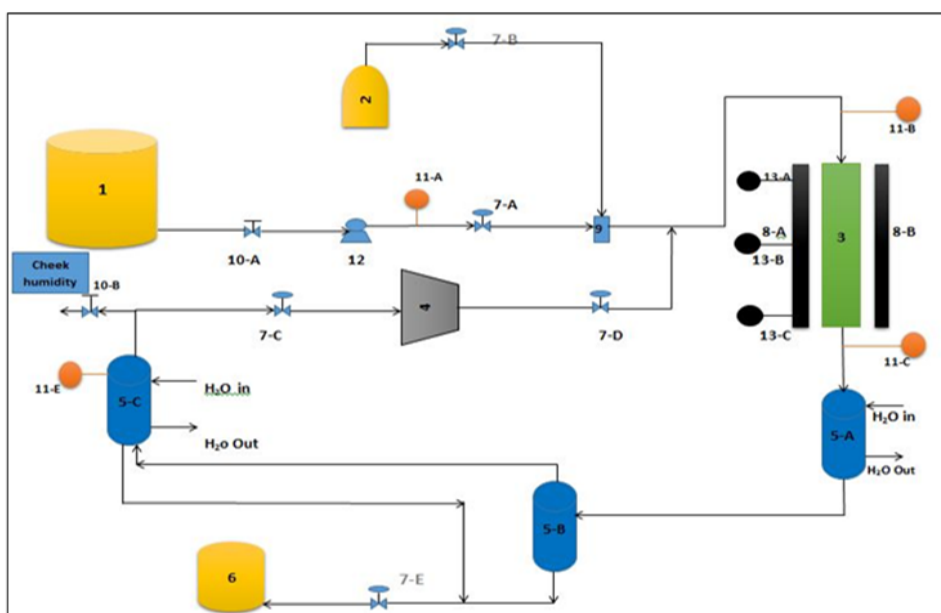 7-B
2
11-B
11-A
13-A
1
7-A
9
8-A
3
8-B
10-A
12
13-B
Cheek
humidity
10-B
4
7-C
7-D
13-C
11-C
11-E
5-C
H₂O in
H₂o Out
5-A
H₂O in
H₂O Out
5-B
7-E
6